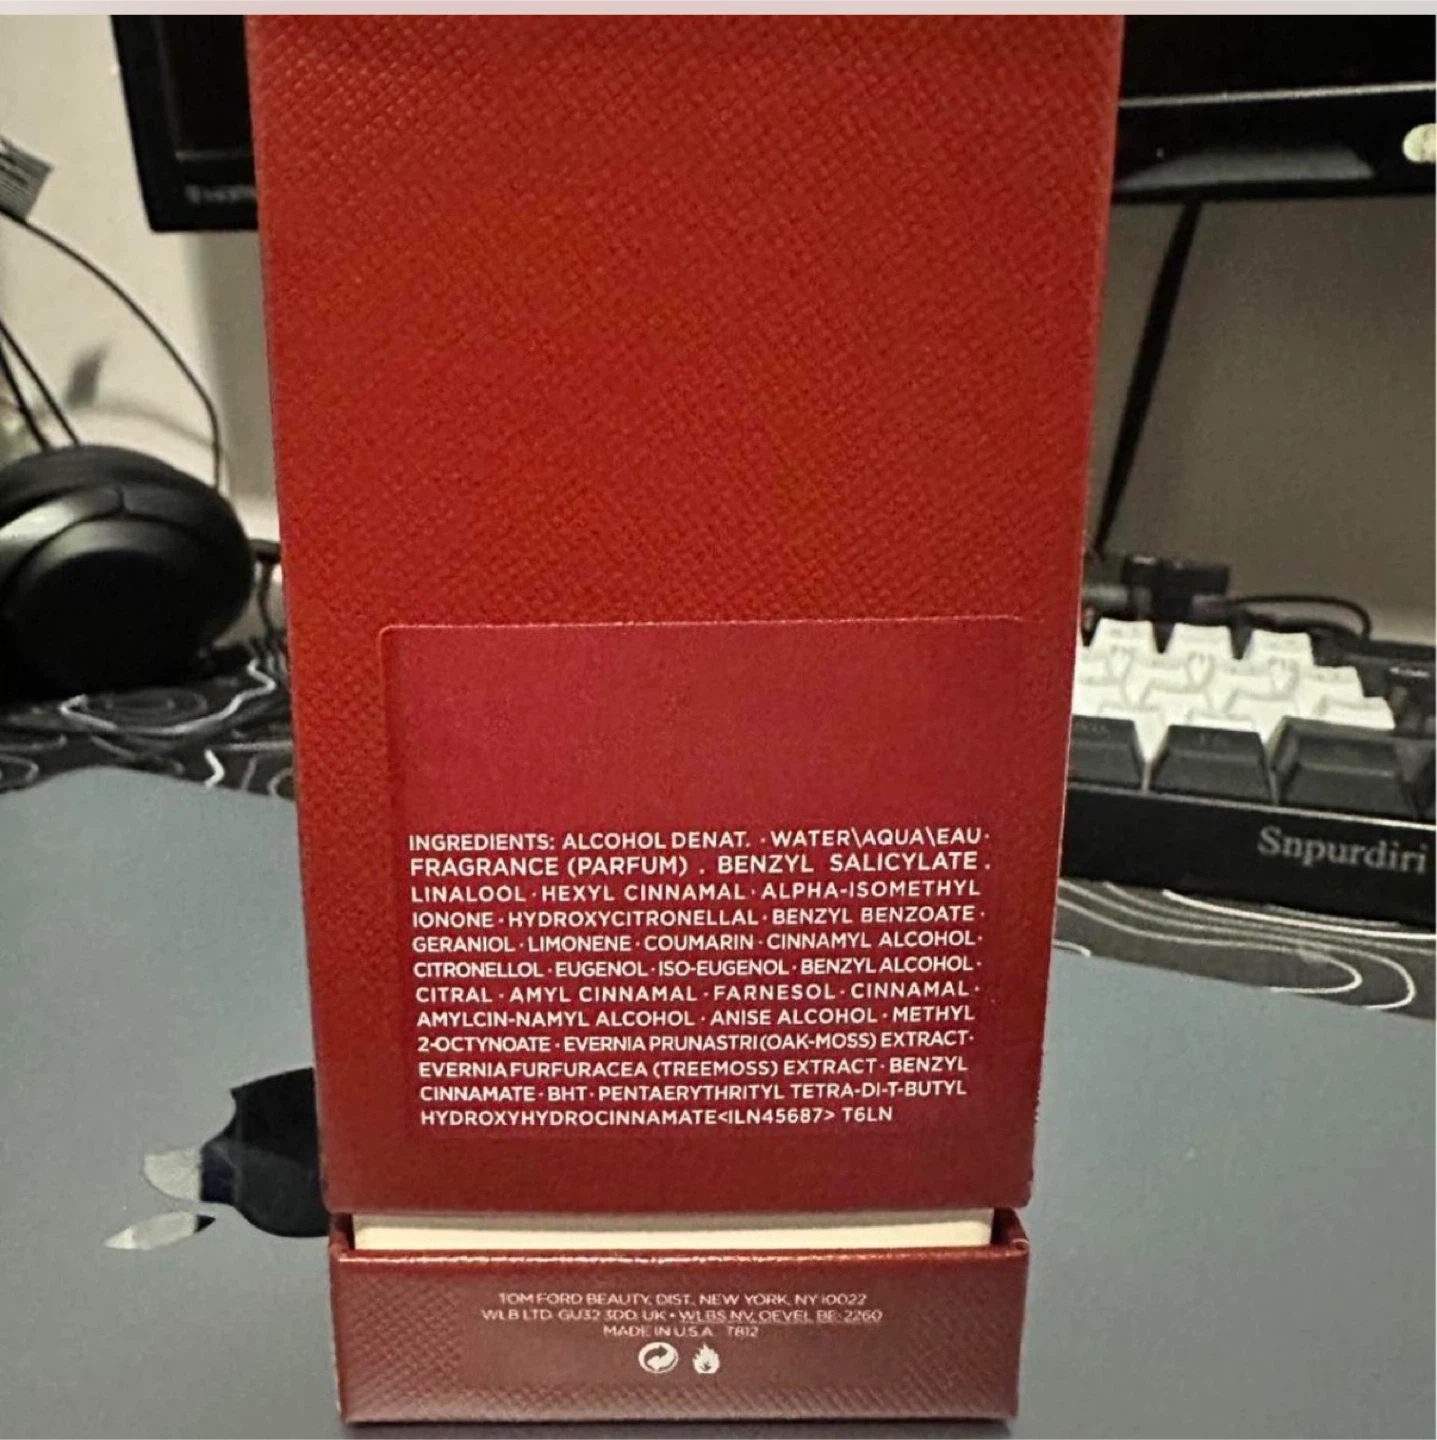 INGREDIENTS: ALCOHOL DENAT. · WATER\AQUA\EAU·
FRAGRANCE (PARFUM) . BENZYL SALICYLATE .
LINALOOL · HEXYL CINNAMAL · ALPHA-ISOMETHYL
IONONE · HYDROXYCITRONELLAL · BENZYL BENZOATE ·
GERANIOL · LIMONENE · COUMARIN · CINNAMYL ALCOHOL·
CITRONELLOL · EUGENOL · ISO-EUGENOL · BENZYL ALCOHOL ·
CITRAL · AMYL CINNAMAL · FARNESOL · CINNAMAL ·
AMYLCIN-NAMYL ALCOHOL · ANISE ALCOHOL · METHYL
2-OCTYNOATE · EVERNIA PRUNASTRI (OAK-MOSS) EXTRACT·
EVERNIA FURFURACEA (TREEMOSS) EXTRACT · BENZYL
CINNAMATE · BHT · PENTAERYTHRITYL TETRA-DI-T-BUTYL
HYDROXYHYDROCINNAMATE<ILN45687> T6LN
TOM FORD BEAUTY, DIST. NEW YORK, NY 10022
WLB LTD. GU32 3DD, UK • WLBS NV, OEVEL BE-2260
MADE IN U.S.A. T812
Snpurdiri